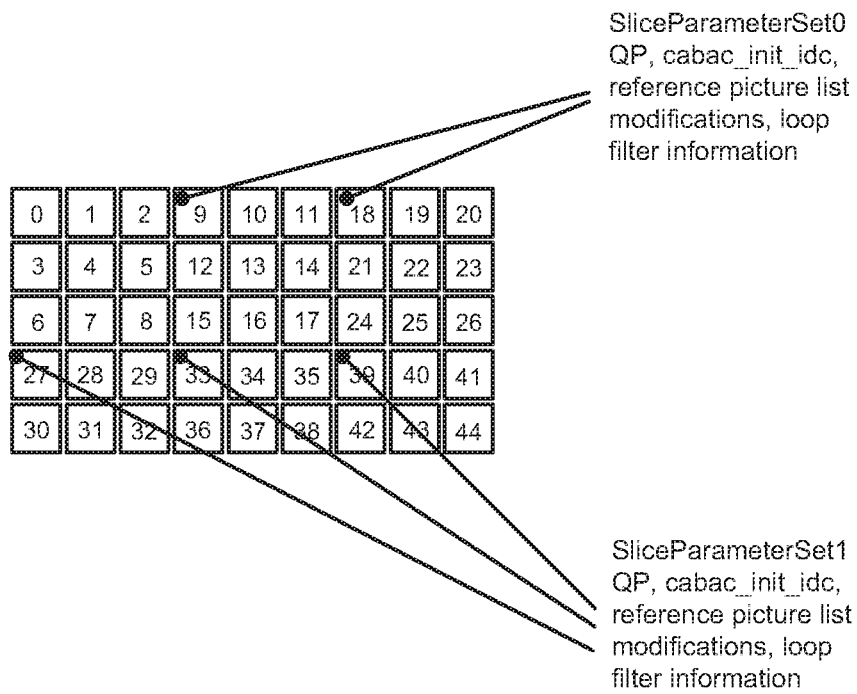 SliceParameterSet0
QP, cabac_init_idc,
reference picture list
modifications, loop
filter information
0 1 2 9 10 11 18 19 20
3 4 5 12 13 14 21 22 23
6 7 8 15 16 17 24 25 26
27 28 29 33 34 35 39 40 41
30 31 32 36 37 38 42 43 44
SliceParameterSet1
QP, cabac_init_idc,
reference picture list
modifications, loop
filter information